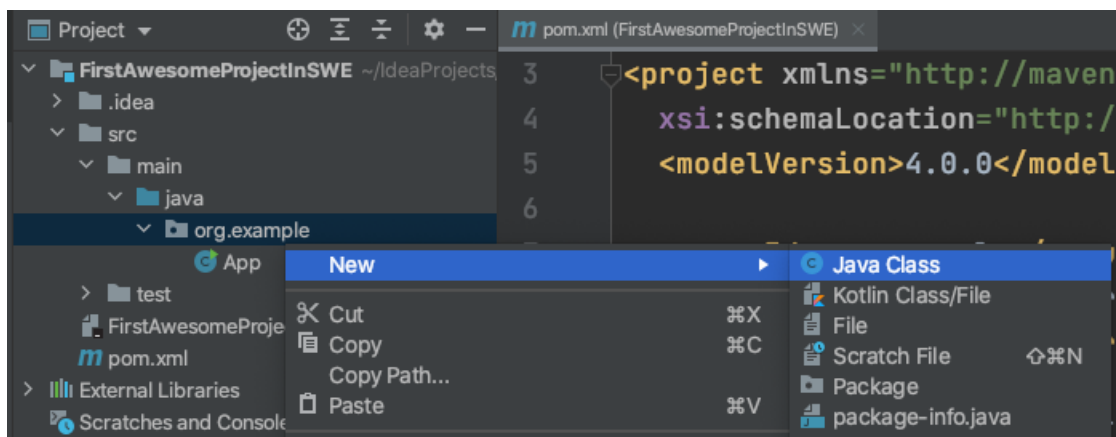 Project
pom.xml (FirstAwesomeProjectInSWE)
FirstAwesomeProjectInSWE ~/IdeaProjects
.idea
src
main
java
org.example
App
test
FirstAwesomeProje
pom.xml
External Libraries
Scratches and Console
3 <project xmlns="http://maven
4 xsi:schemaLocation="http:/
5 <modelVersion>4.0.0</model
6
New
Cut ⌘X
Copy ⌘C
Copy Path...
Paste ⌘V
Java Class
Kotlin Class/File
File
Scratch File ⇧⌘N
Package
package-info.java